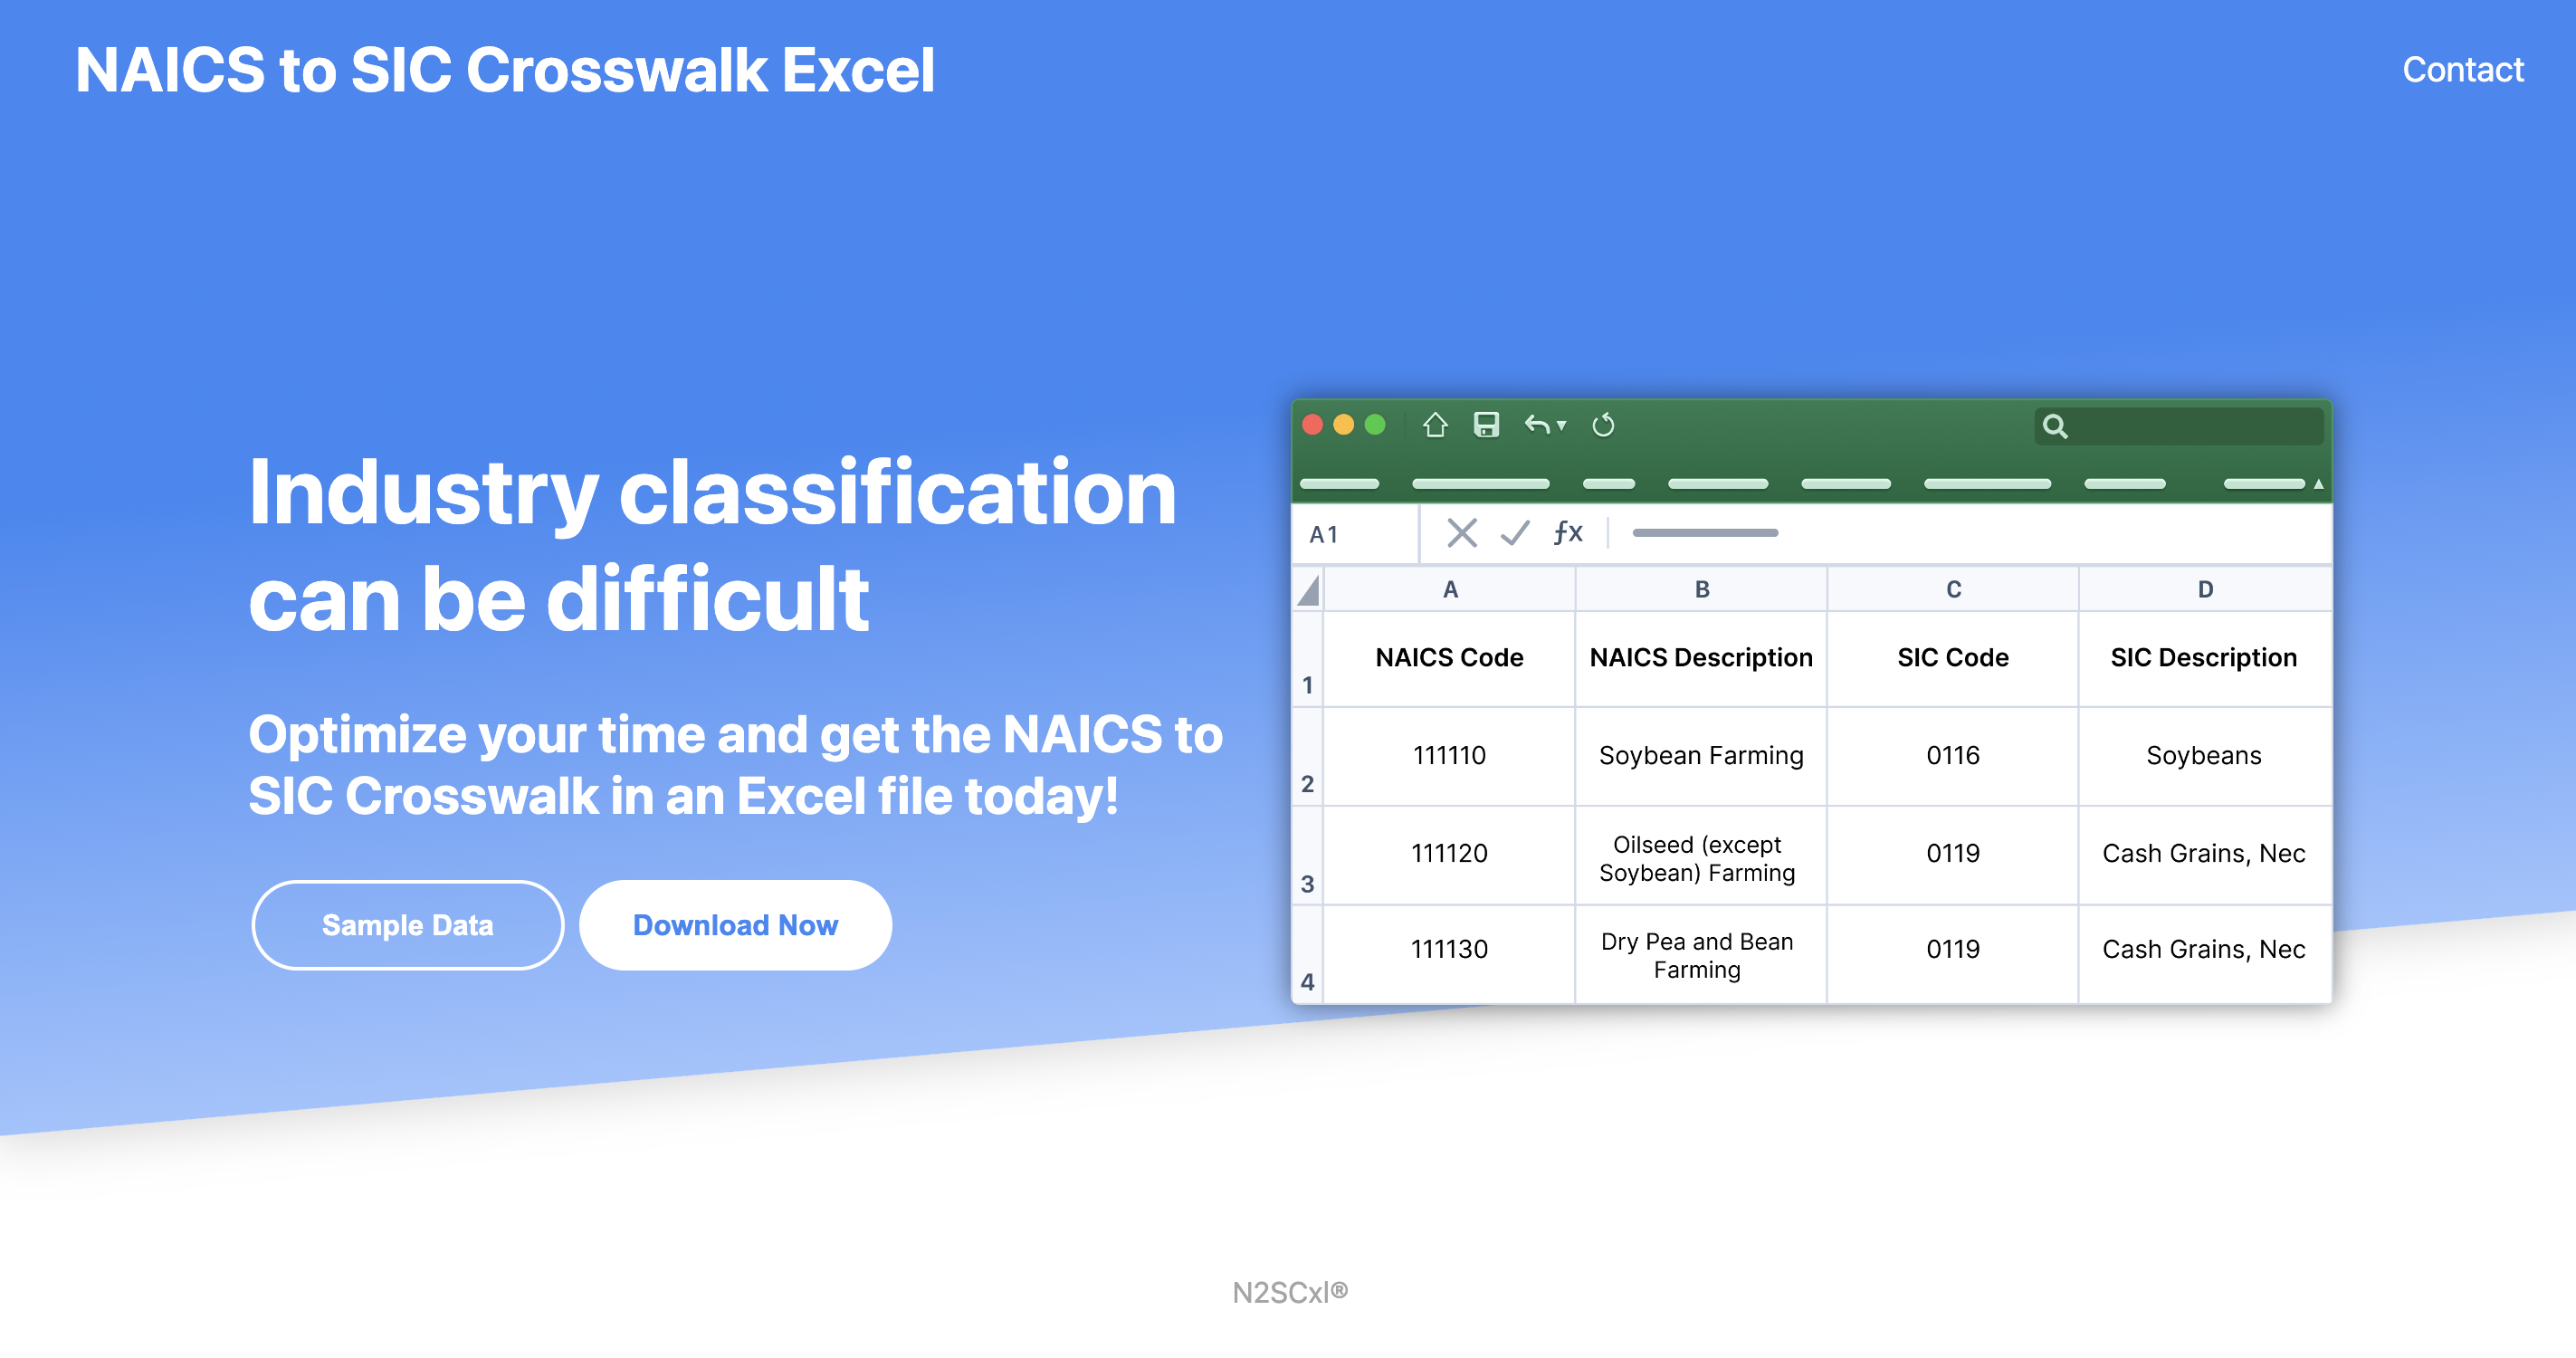 NAICS to SIC Crosswalk Excel
Contact
Industry classification
can be difficult
Optimize your time and get the NAICS to
SIC Crosswalk in an Excel file today!
Sample Data
Download Now
A1
fx
A B C D
1 NAICS Code NAICS Description SIC Code SIC Description
2 111110 Soybean Farming 0116 Soybeans
3 111120 Oilseed (except
Soybean) Farming 0119 Cash Grains, Nec
4 111130 Dry Pea and Bean
Farming 0119 Cash Grains, Nec
N2SCxl®